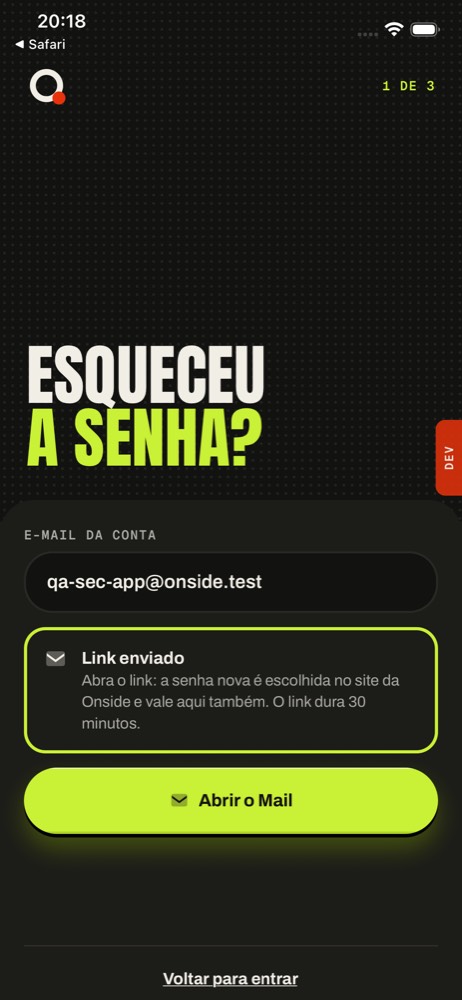 20:18
◀ Safari
1 DE 3
ESQUECEU
A SENHA?
DEV
E-MAIL DA CONTA
qa-sec-app@onside.test
Link enviado
Abra o link: a senha nova é escolhida no site da
Onside e vale aqui também. O link dura 30
minutos.
Abrir o Mail
Voltar para entrar